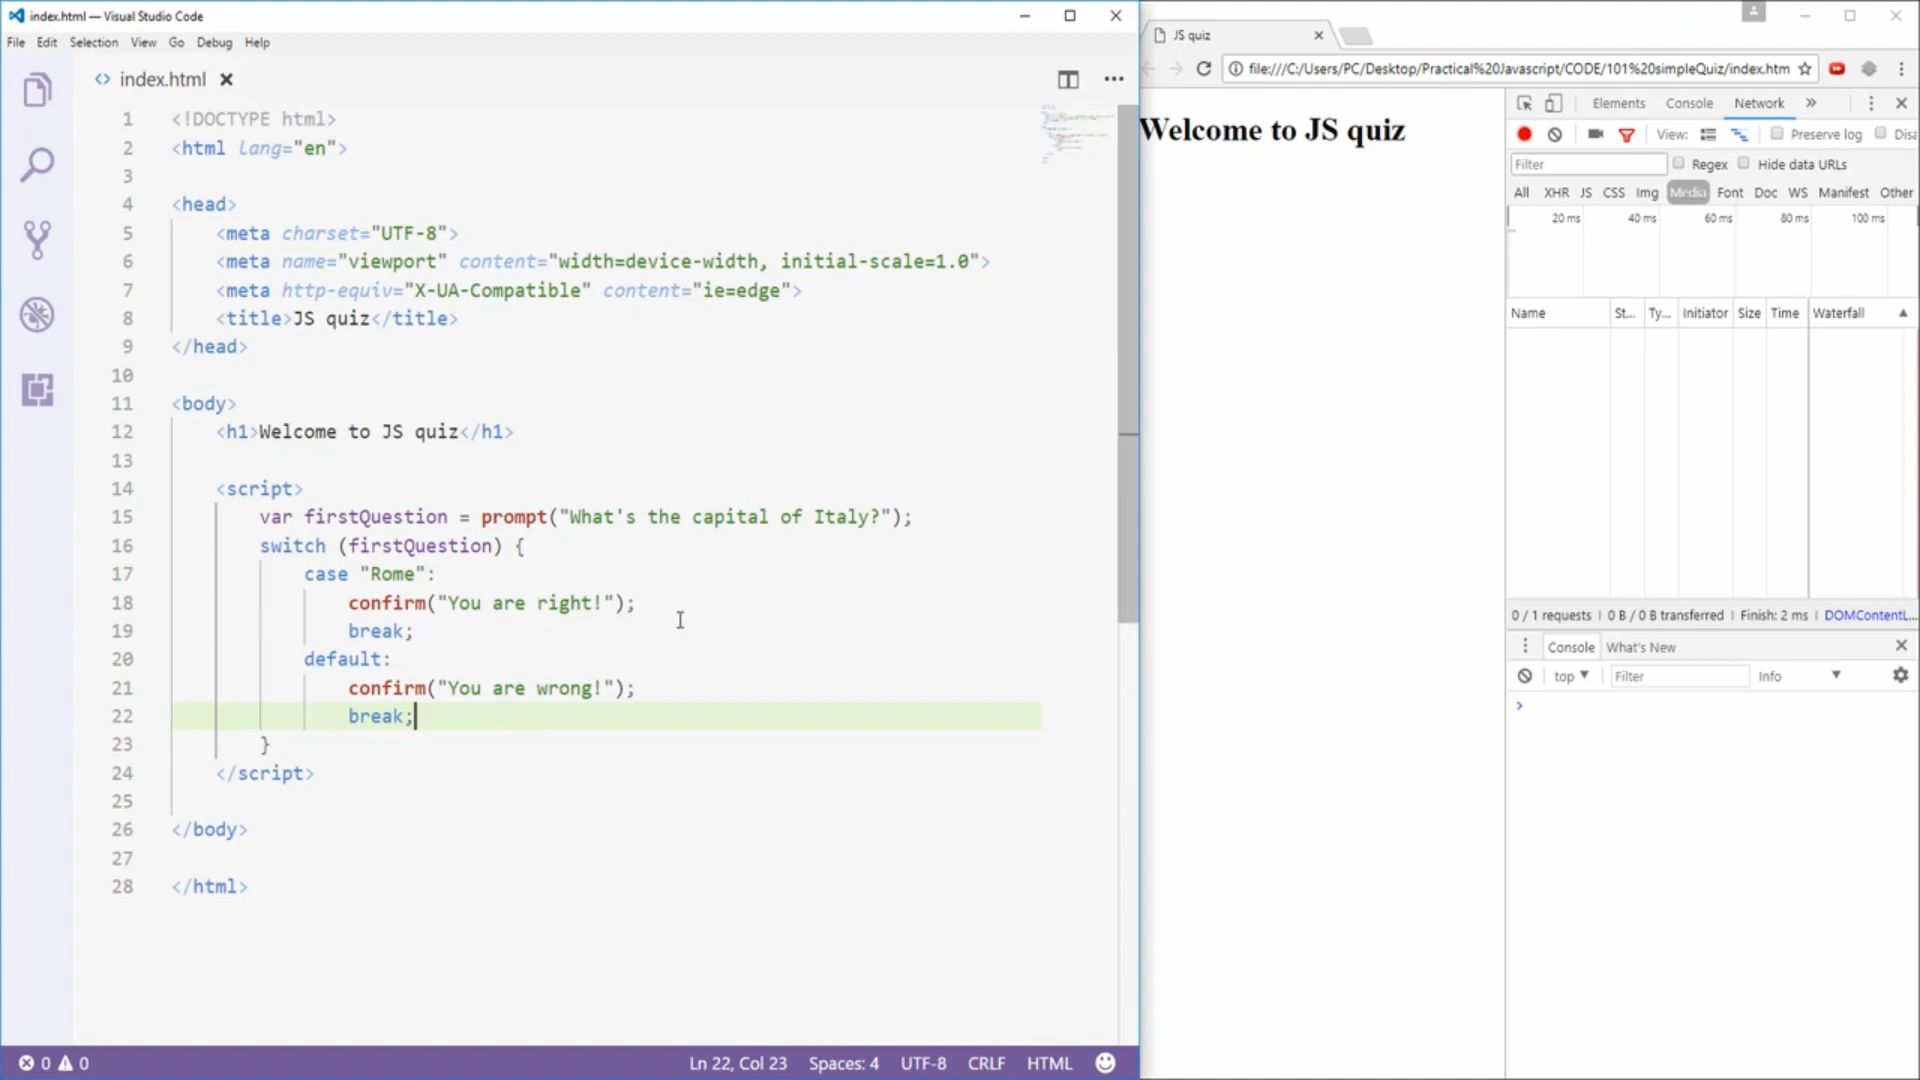 index.html — Visual Studio Code
File Edit Selection View Go Debug Help
<> index.html
1 <!DOCTYPE html>
2 <html lang="en">
3
4 <head>
5 <meta charset="UTF-8">
6 <meta name="viewport" content="width=device-width, initial-scale=1.0">
7 <meta http-equiv="X-UA-Compatible" content="ie=edge">
8 <title>JS quiz</title>
9 </head>
10
11 <body>
12 <h1>Welcome to JS quiz</h1>
13
14 <script>
15 var firstQuestion = prompt("What's the capital of Italy?");
16 switch (firstQuestion) {
17 case "Rome":
18 confirm("You are right!");
19 break;
20 default:
21 confirm("You are wrong!");
22 break;
23 }
24 </script>
25
26 </body>
27
28 </html>
0 0
Ln 22, Col 23 Spaces: 4 UTF-8 CRLF HTML
JS quiz
file:///C:/Users/PC/Desktop/Practical%20Javascript/CODE/101%20simpleQuiz/index.htm
Welcome to JS quiz
Elements Console Network »
View: Preserve log Disa
Filter Regex Hide data URLs
All XHR JS CSS Img Media Font Doc WS Manifest Other
20 ms 40 ms 60 ms 80 ms 100 ms
Name St... Ty... Initiator Size Time Waterfall
0 / 1 requests | 0 B / 0 B transferred | Finish: 2 ms | DOMContentL...
Console What's New
top Filter Info